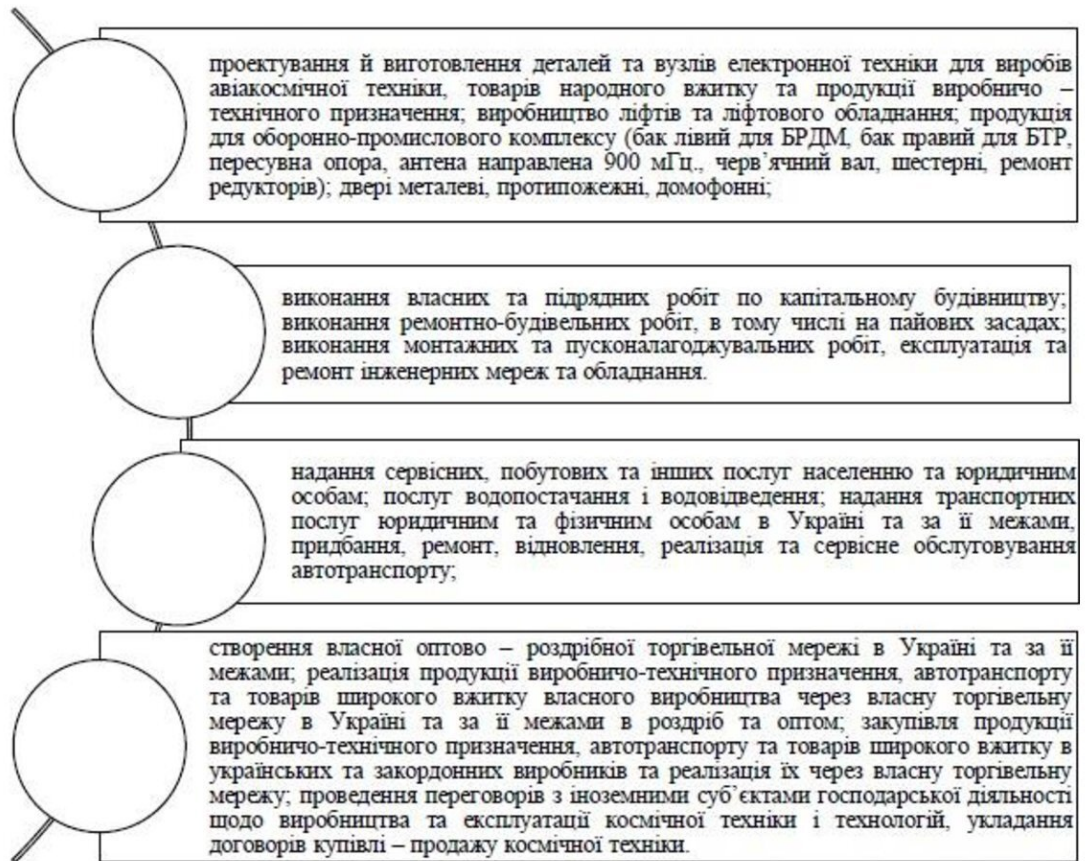 проектування й виготовлення деталей та вузлів електронної техніки для виробів
авіакосмічної техніки, товарів народного вжитку та продукції виробничо –
технічного призначення; виробництво ліфтів та ліфтового обладнання; продукція
для оборонно-промислового комплексу (бак лівий для БРДМ, бак правий для БТР,
пересувна опора, антена направлена 900 мГц., черв’ячний вал, шестерні, ремонт
редукторів); двері металеві, протипожежні, домофонні;
виконання власних та підрядних робіт по капітальному будівництву;
виконання ремонтно-будівельних робіт, в тому числі на пайових засадах;
виконання монтажних та пусконалагоджувальних робіт, експлуатація та
ремонт інженерних мереж та обладнання.
надання сервісних, побутових та інших послуг населенню та юридичним
особам; послуг водопостачання і водовідведення; надання транспортних
послуг юридичним та фізичним особам в Україні та за її межами,
придбання, ремонт, відновлення, реалізація та сервісне обслуговування
автотранспорту;
створення власної оптово – роздрібної торгівельної мережі в Україні та за її
межами; реалізація продукції виробничо-технічного призначення, автотранспорту
та товарів широкого вжитку власного виробництва через власну торгівельну
мережу в Україні та за її межами в роздріб та оптом; закупівля продукції
виробничо-технічного призначення, автотранспорту та товарів широкого вжитку в
українських та закордонних виробників та реалізація їх через власну торгівельну
мережу; проведення переговорів з іноземними суб’єктами господарської діяльності
щодо виробництва та експлуатації космічної техніки і технологій, укладання
договорів купівлі – продажу космічної техніки.